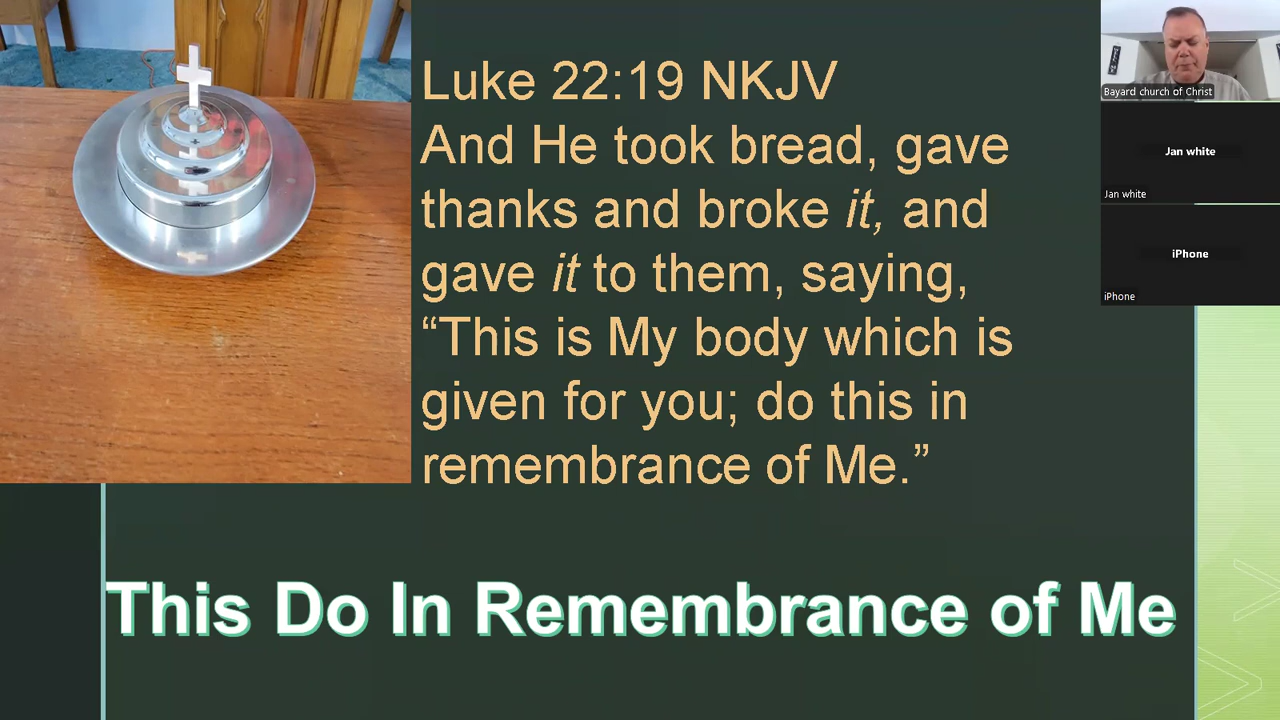 Luke 22:19 NKJV
And He took bread, gave
thanks and broke it, and
gave it to them, saying,
“This is My body which is
given for you; do this in
remembrance of Me.”
This Do In Remembrance of Me
Bayard church of Christ
Jan white
Jan white
iPhone
iPhone